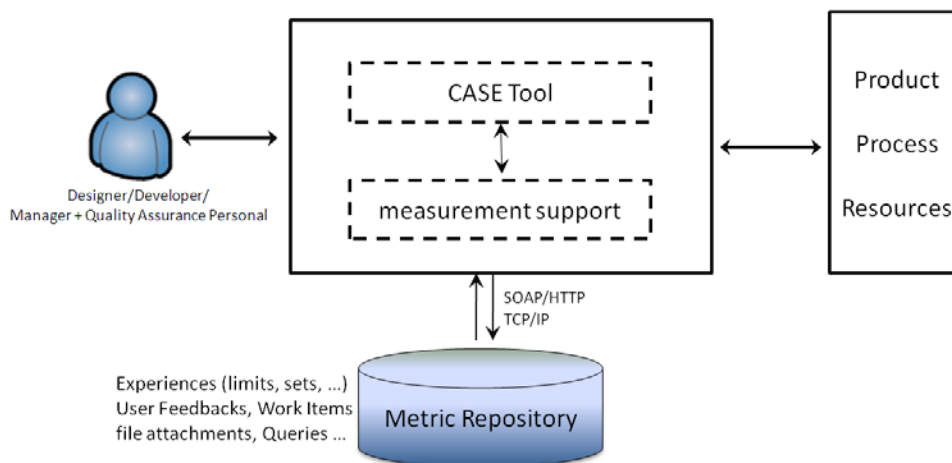 CASE Tool
measurement support
Product
Process
Resources
Designer/Developer/
Manager + Quality Assurance Personal
SOAP/HTTP
TCP/IP
Experiences (limits, sets, ...)
User Feedbacks, Work Items
file attachments, Queries ...
Metric Repository